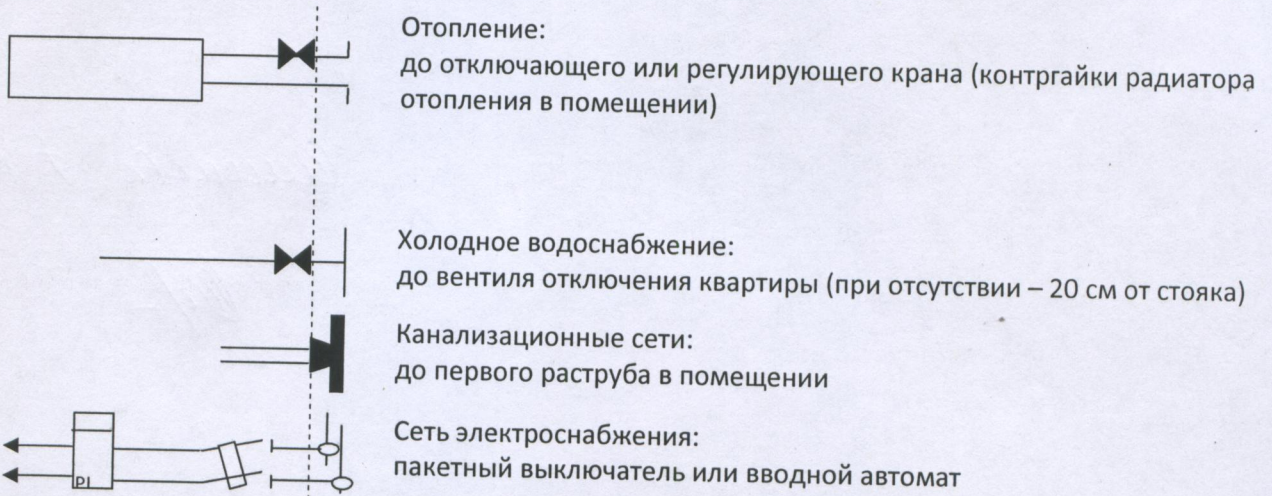 Отопление:
до отключающего или регулирующего крана (контргайки радиатора
отопления в помещении)
Холодное водоснабжение:
до вентиля отключения квартиры (при отсутствии – 20 см от стояка)
Канализационные сети:
до первого раструба в помещении
Сеть электроснабжения:
пакетный выключатель или вводной автомат
PI